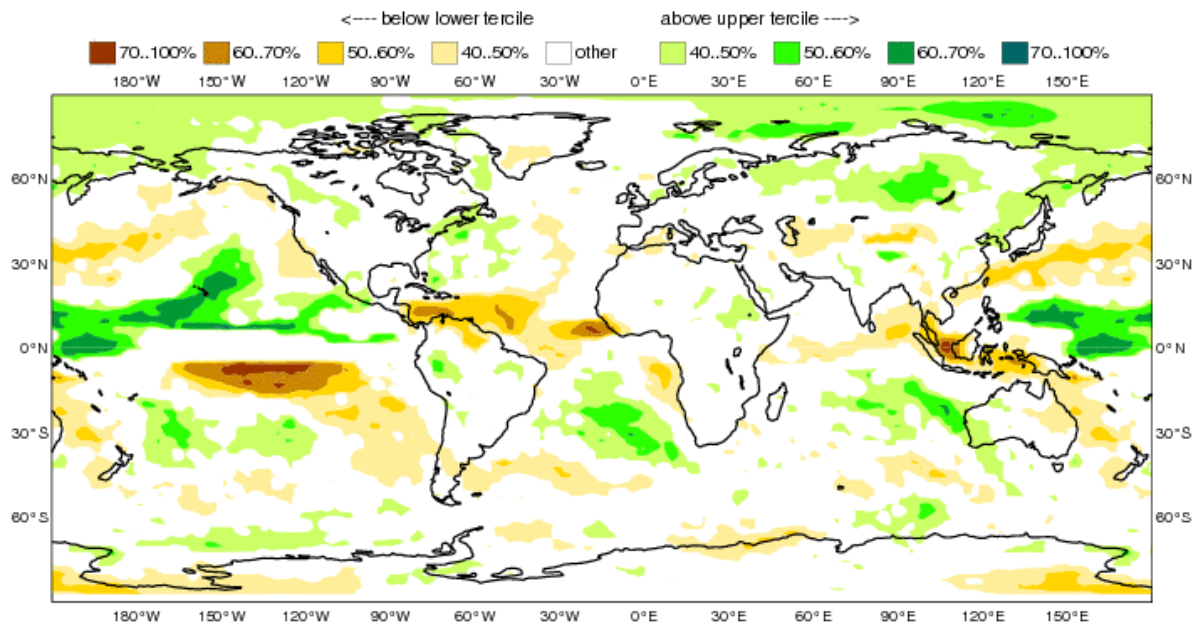 <---- below lower tercile above upper tercile ---->
70..100% 60..70% 50..60% 40..50% other 40..50% 50..60% 60..70% 70..100%
180°W 150°W 120°W 90°W 60°W 30°W 0°E 30°E 60°E 90°E 120°E 150°E
60°N 60°N
30°N 30°N
0°N 0°N
30°S 30°S
60°S 60°S
180°W 150°W 120°W 90°W 60°W 30°W 0°E 30°E 60°E 90°E 120°E 150°E